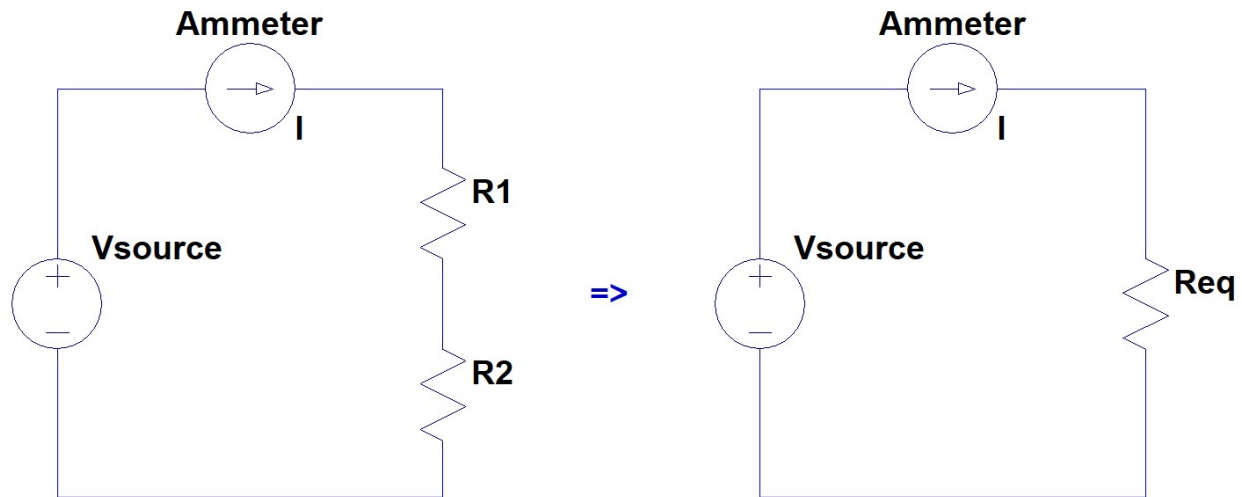 Ammeter
I
R1
Vsource
R2
=>
Ammeter
I
Vsource
Req